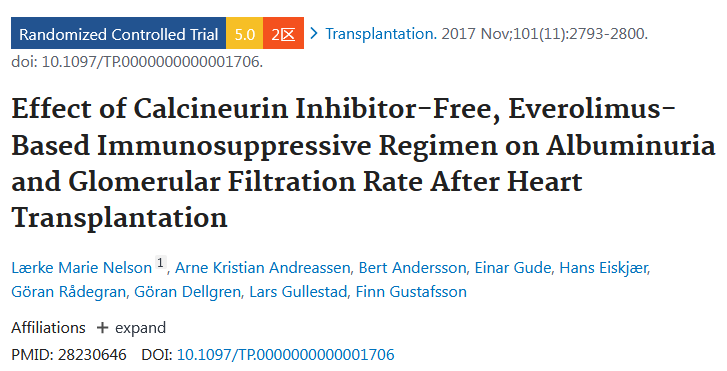 Randomized Controlled Trial 5.0 2区 > Transplantation. 2017 Nov;101(11):2793-2800.
doi: 10.1097/TP.0000000000001706.
Effect of Calcineurin Inhibitor-Free, Everolimus-
Based Immunosuppressive Regimen on Albuminuria
and Glomerular Filtration Rate After Heart
Transplantation
Lærke Marie Nelson 1, Arne Kristian Andreassen, Bert Andersson, Einar Gude, Hans Eiskjær,
Göran Rådegran, Göran Dellgren, Lars Gullestad, Finn Gustafsson
Affiliations + expand
PMID: 28230646 DOI: 10.1097/TP.0000000000001706